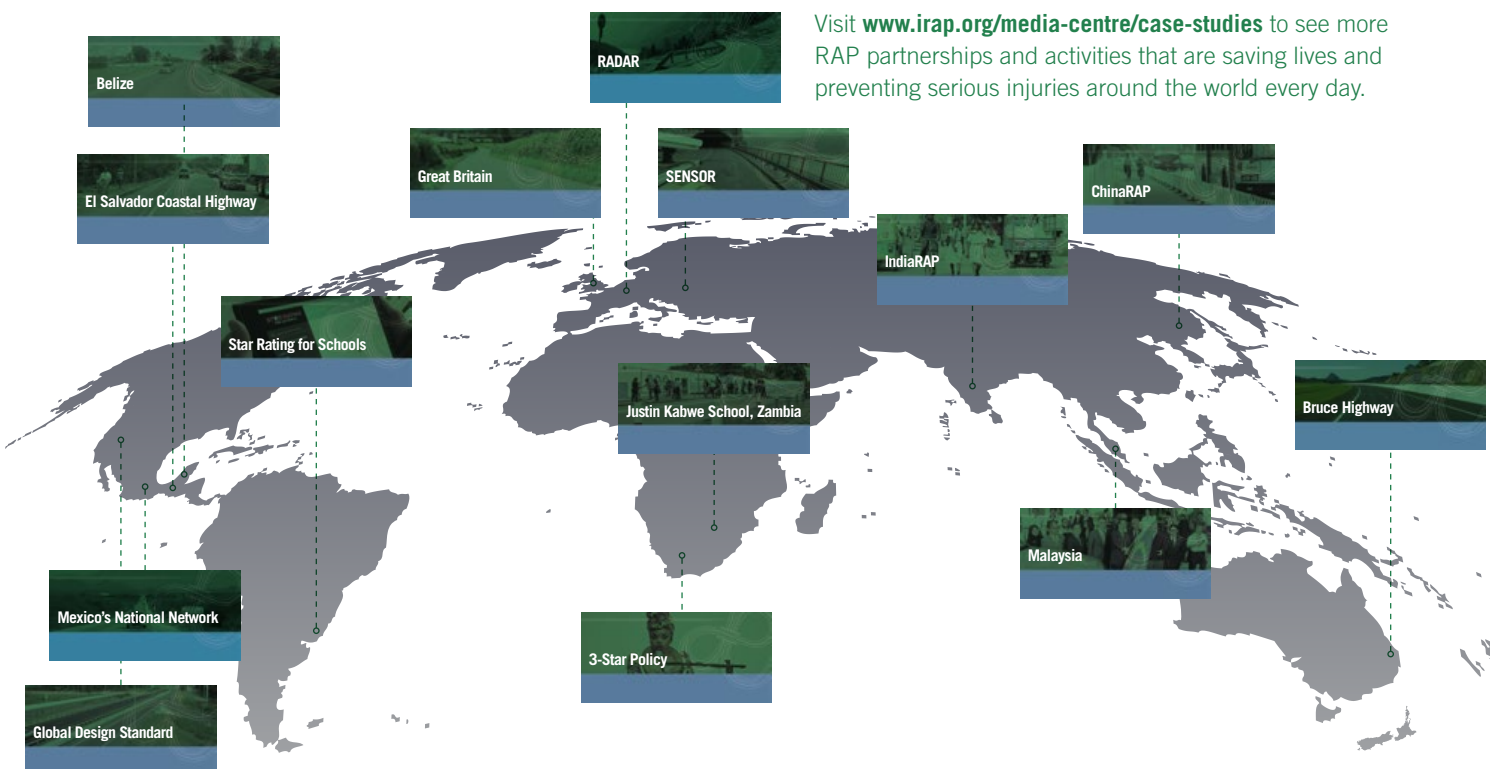 Visit www.irap.org/media-centre/case-studies to see more
RAP partnerships and activities that are saving lives and
preventing serious injuries around the world every day.
Belize
RADAR
El Salvador Coastal Highway
Great Britain
SENSOR
ChinaRAP
IndiaRAP
Star Rating for Schools
Justin Kabwe School, Zambia
Bruce Highway
Malaysia
Mexico's National Network
3-Star Policy
Global Design Standard